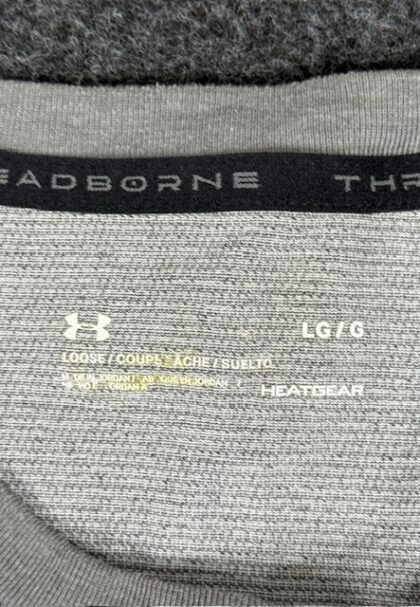 EADBORNE THR
LG / G
LOOSE / COUPE LÂCHE / SUELTO
HEATGEAR